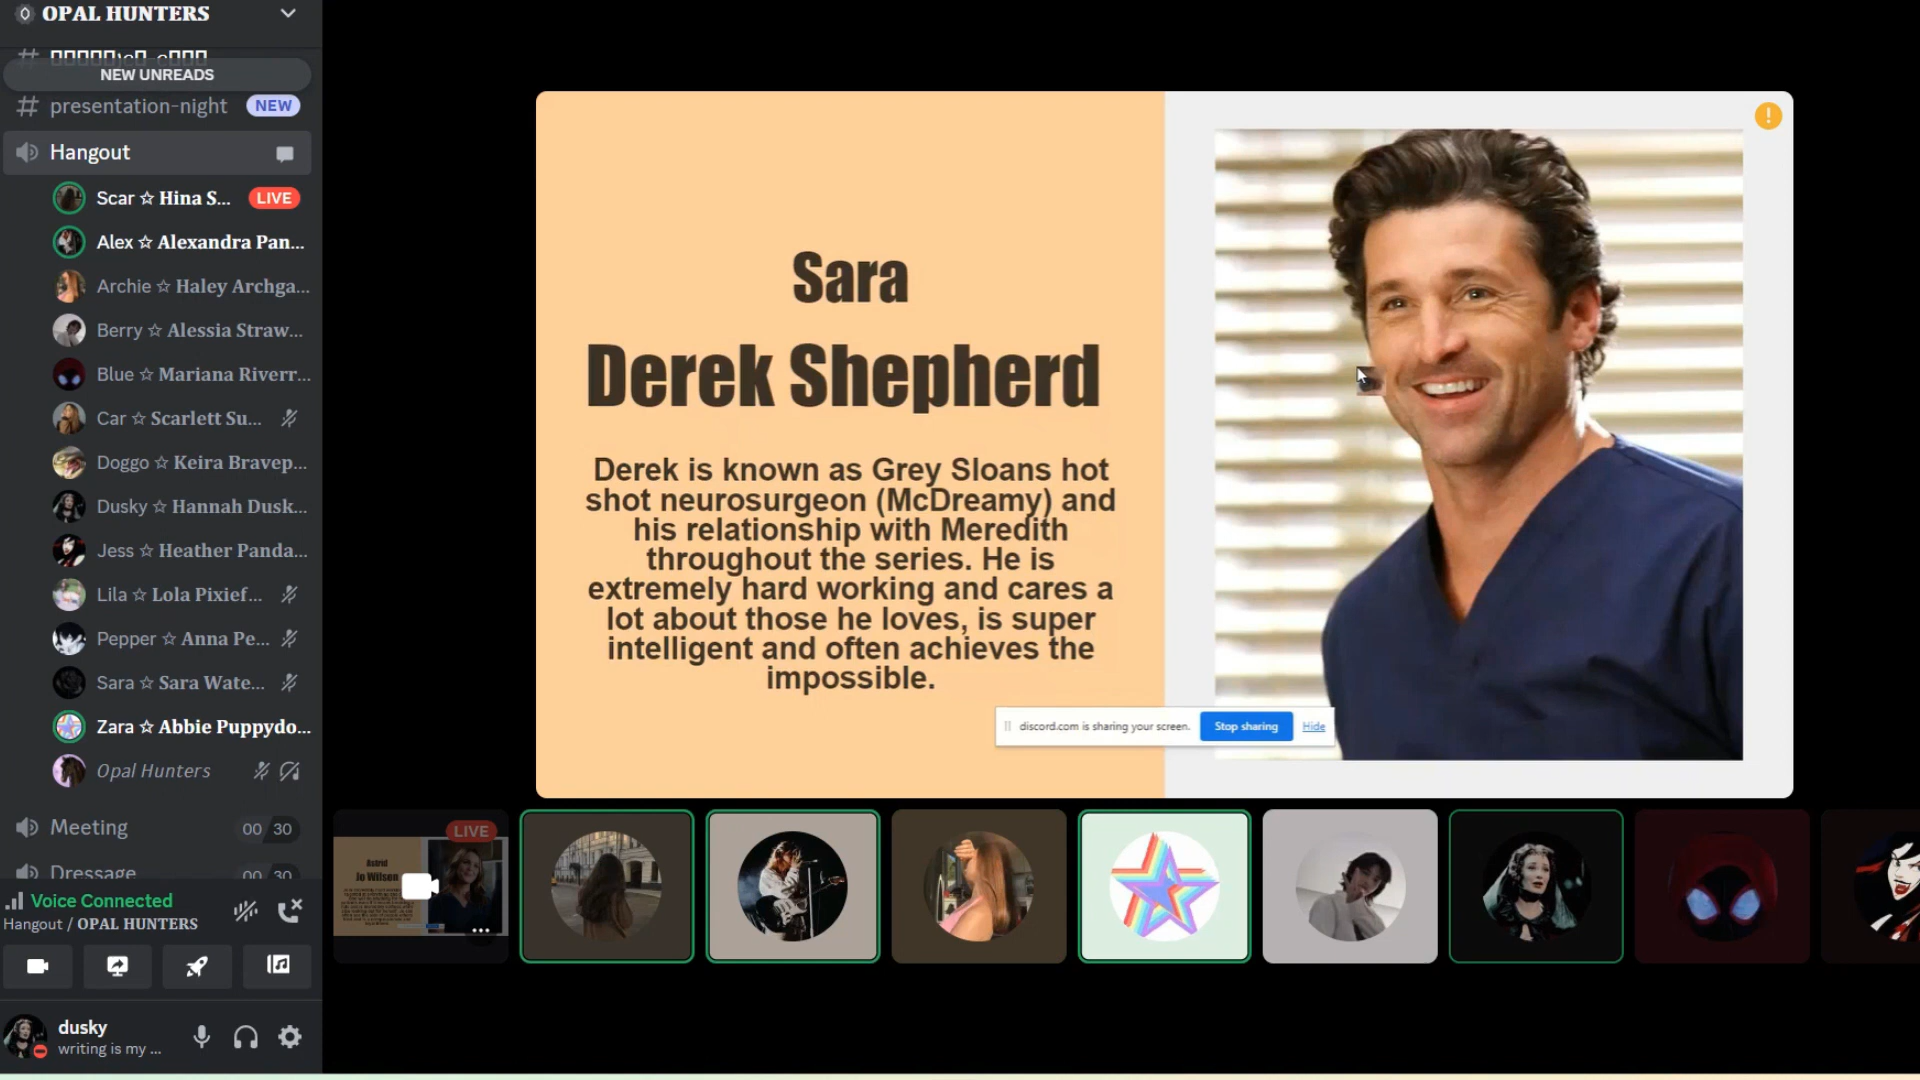 OPAL HUNTERS
NEW UNREADS
presentation-night NEW
Hangout
Scar ☆ Hina S... LIVE
Alex ☆ Alexandra Pan...
Archie ☆ Haley Archga...
Berry ☆ Alessia Straw...
Blue ☆ Mariana Riverr...
Car ☆ Scarlett Su...
Doggo ☆ Keira Bravep...
Dusky ☆ Hannah Dusk...
Jess ☆ Heather Panda...
Lila ☆ Lola Pixief...
Pepper ☆ Anna Pe...
Sara ☆ Sara Wate...
Zara ☆ Abbie Puppydo...
Opal Hunters
Meeting 00 30
Dressage 00 30
Voice Connected
Hangout / OPAL HUNTERS
dusky
writing is my ...
Sara
Derek Shepherd
Derek is known as Grey Sloans hot
shot neurosurgeon (McDreamy) and
his relationship with Meredith
throughout the series. He is
extremely hard working and cares a
lot about those he loves, is super
intelligent and often achieves the
impossible.
discord.com is sharing your screen. Stop sharing Hide
LIVE
Astrid
Jo Wilson